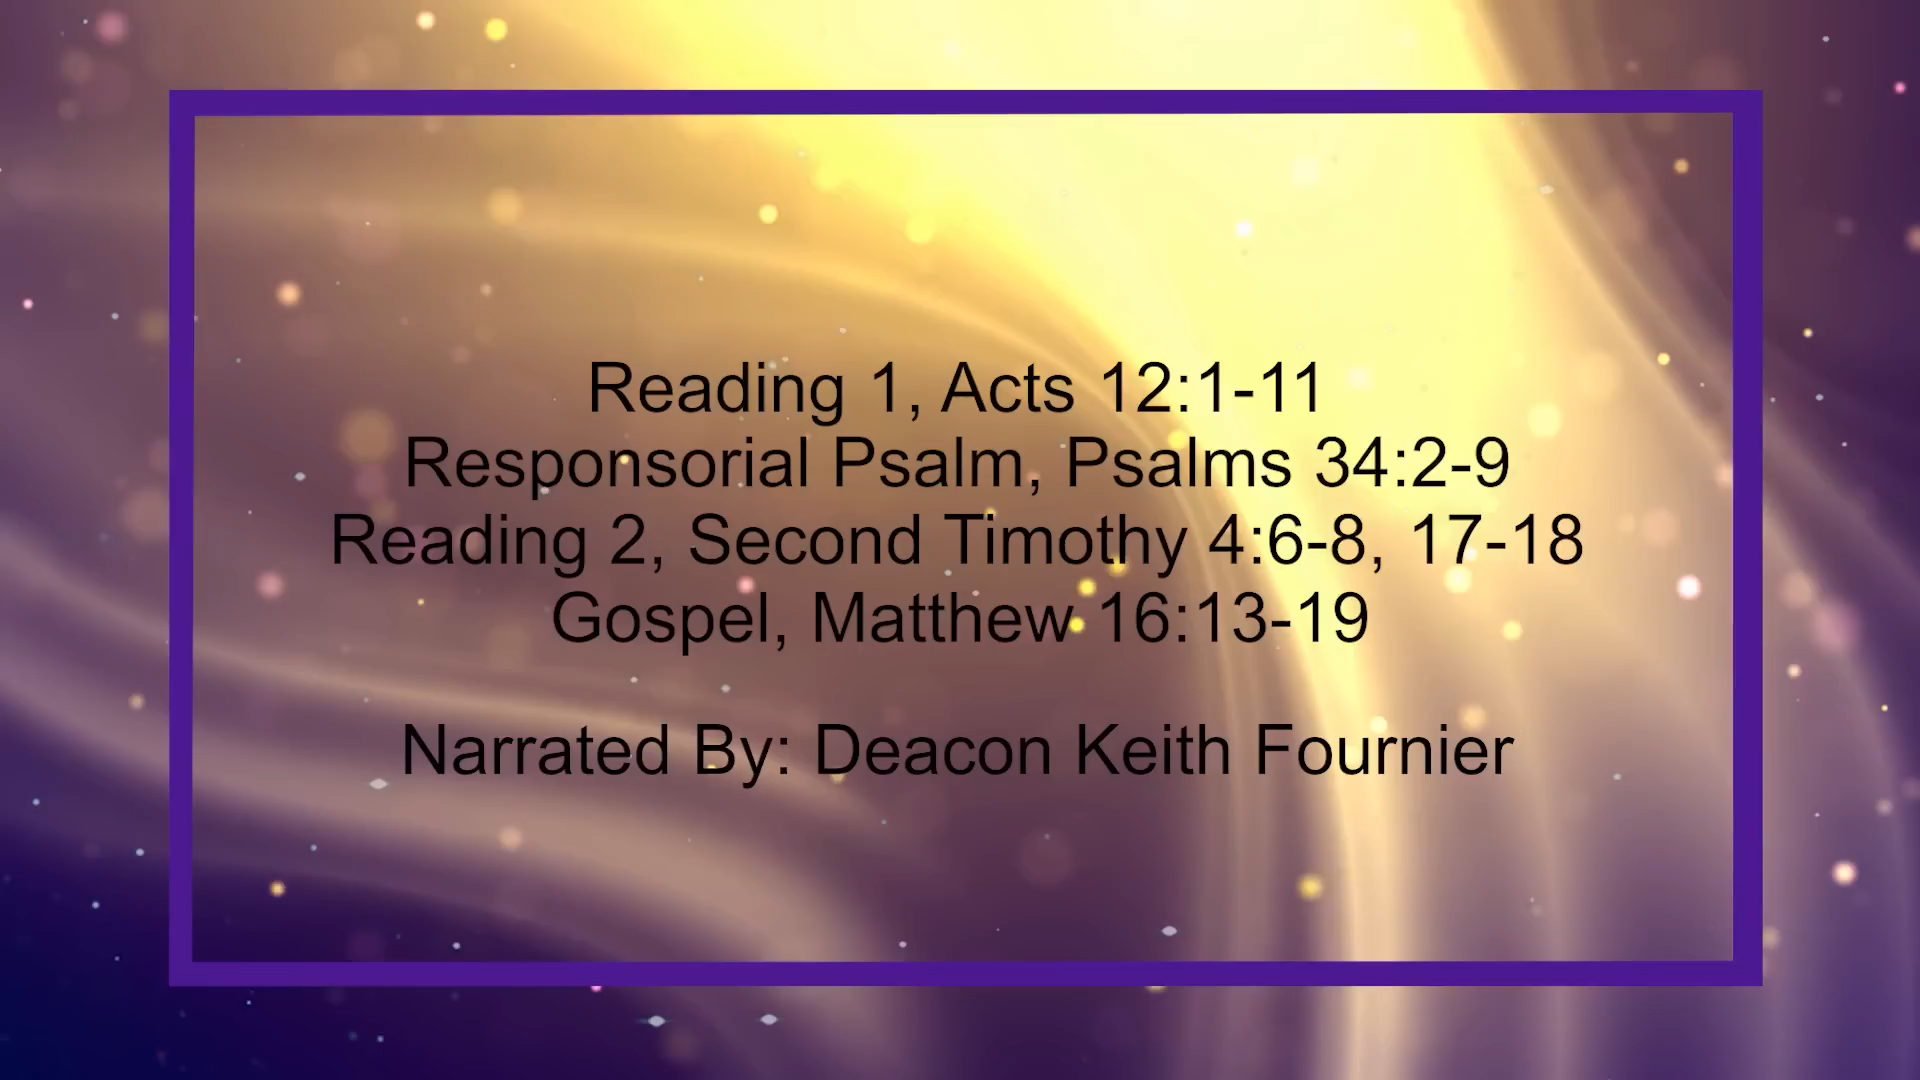 Reading 1, Acts 12:1-11
Responsorial Psalm, Psalms 34:2-9
Reading 2, Second Timothy 4:6-8, 17-18
Gospel, Matthew 16:13-19
Narrated By: Deacon Keith Fournier